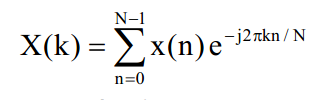 X(k) = ∑_{n=0}^{N−1} x(n) e^{−j2πkn / N}